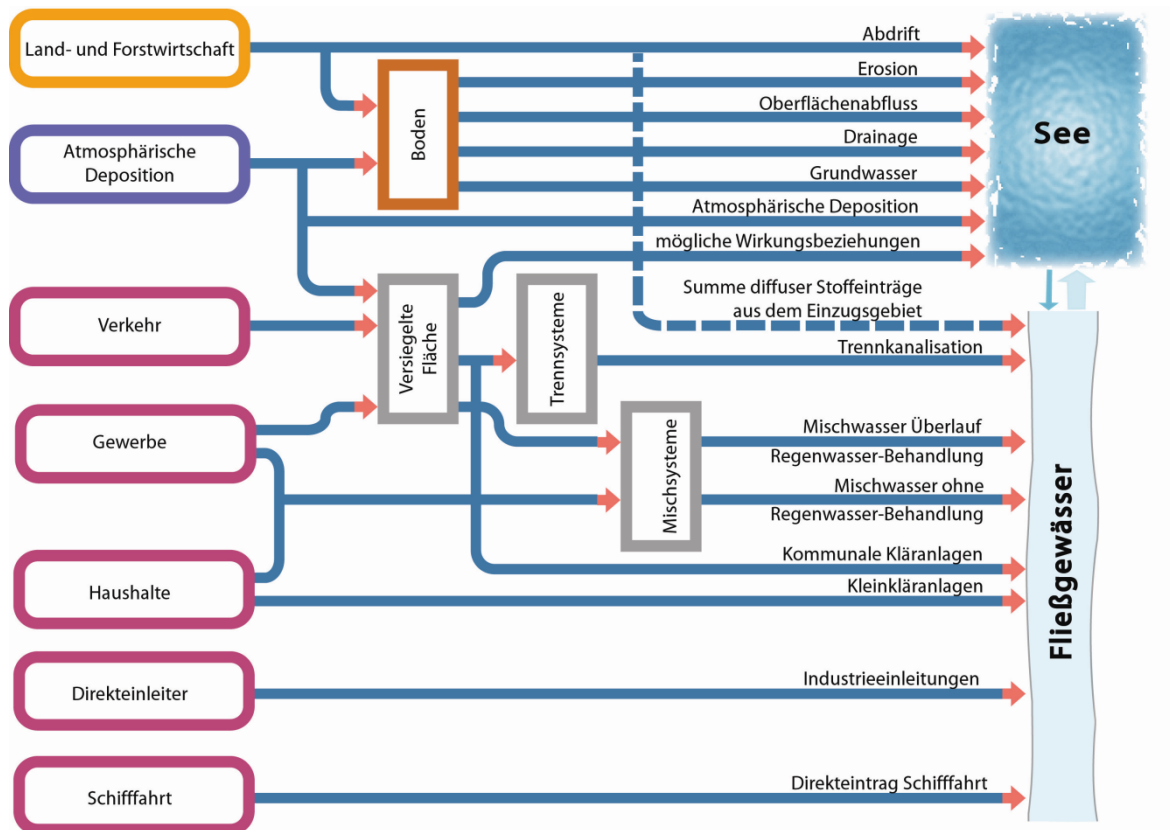 Land- und Forstwirtschaft
Atmosphärische
Deposition
Verkehr
Gewerbe
Haushalte
Direkteinleiter
Schifffahrt
Boden
Versiegelte
Fläche
Trennsysteme
Mischsysteme
Abdrift
Erosion
Oberflächenabfluss
Drainage
Grundwasser
Atmosphärische Deposition
mögliche Wirkungsbeziehungen
Summe diffuser Stoffeinträge
aus dem Einzugsgebiet
Trennkanalisation
Mischwasser Überlauf
Regenwasser-Behandlung
Mischwasser ohne
Regenwasser-Behandlung
Kommunale Kläranlagen
Kleinkläranlagen
Industrieeinleitungen
Direkteintrag Schifffahrt
See
Fließgewässer